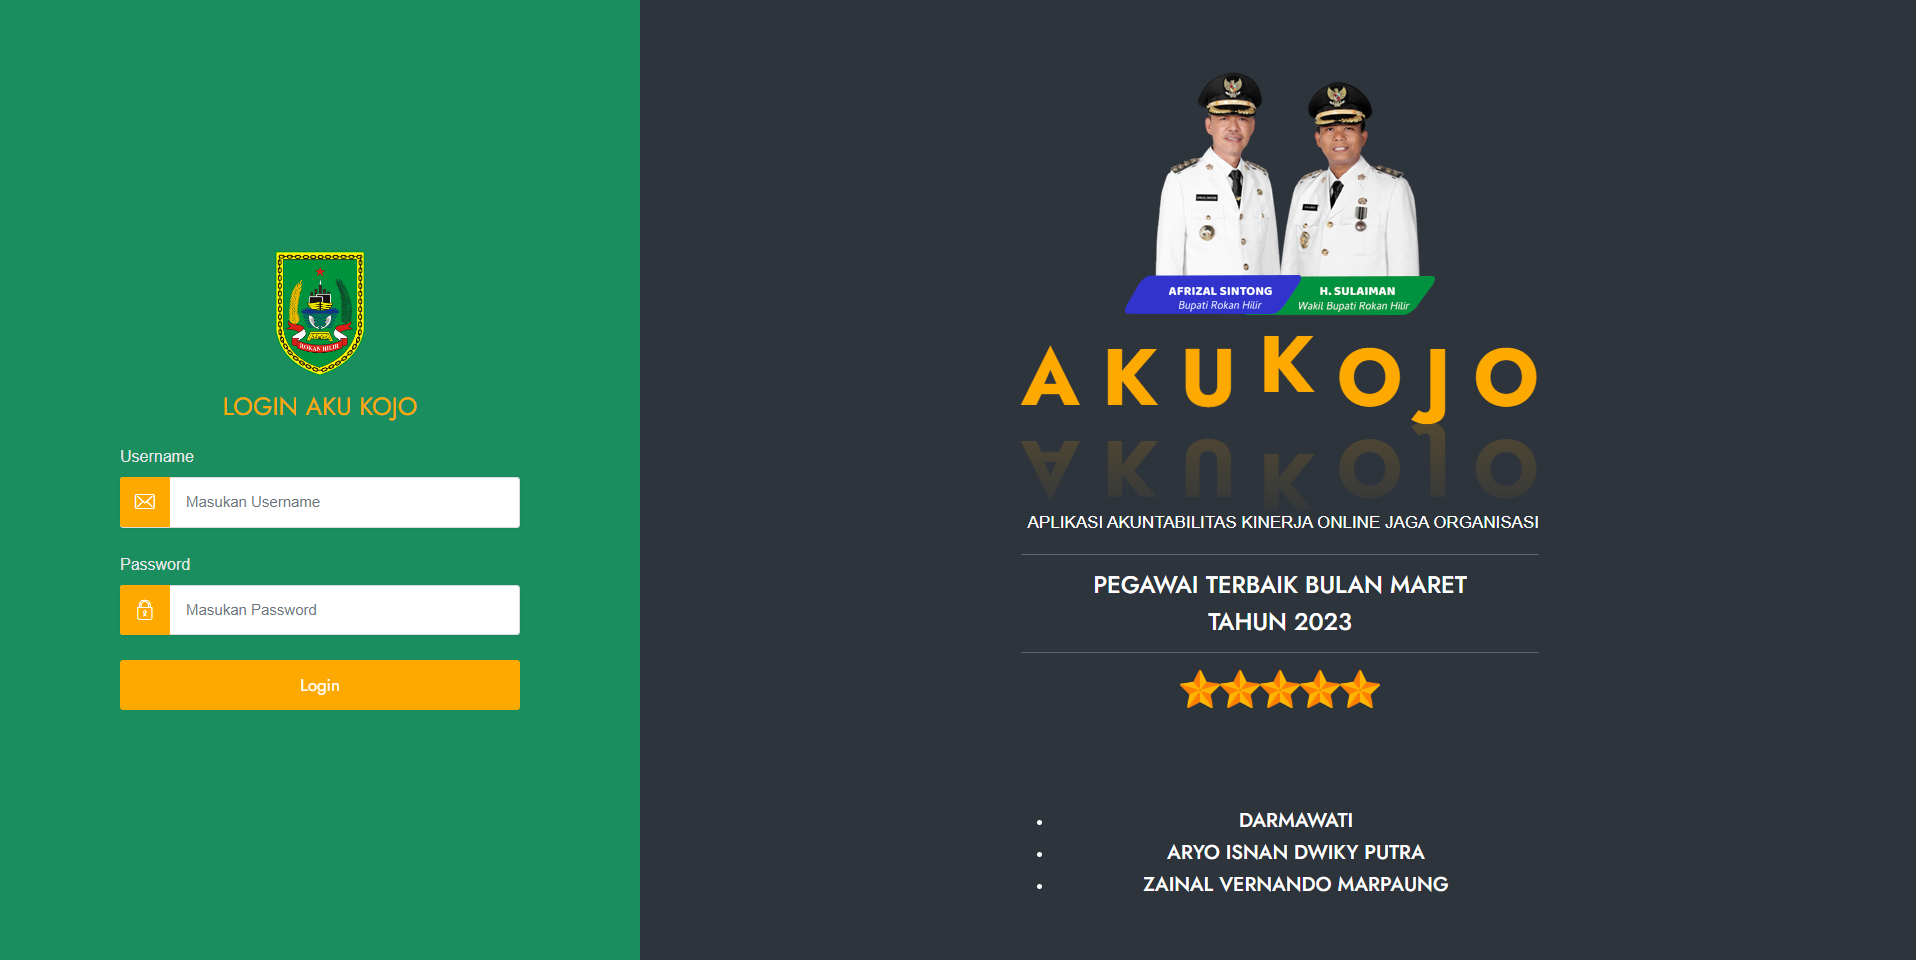 ROKAN HILIR
LOGIN AKU KOJO
Username
Masukan Username
Password
Masukan Password
Login
AFRIZAL SINTONG
Bupati Rokan Hilir
H. SULAIMAN
Wakil Bupati Rokan Hilir
AKUKOJO
APLIKASI AKUNTABILITAS KINERJA ONLINE JAGA ORGANISASI
PEGAWAI TERBAIK BULAN MARET
TAHUN 2023
DARMAWATI
ARYO ISNAN DWIKY PUTRA
ZAINAL VERNANDO MARPAUNG